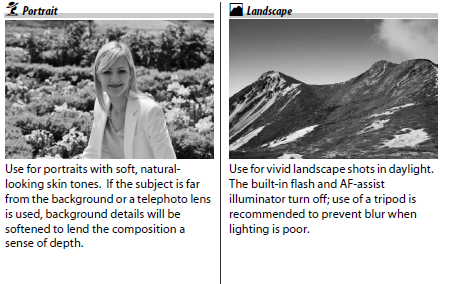 Portrait
Use for portraits with soft, natural-
looking skin tones. If the subject is far
from the background or a telephoto lens
is used, background details will be
softened to lend the composition a
sense of depth.
Landscape
Use for vivid landscape shots in daylight.
The built-in flash and AF-assist
illuminator turn off; use of a tripod is
recommended to prevent blur when
lighting is poor.